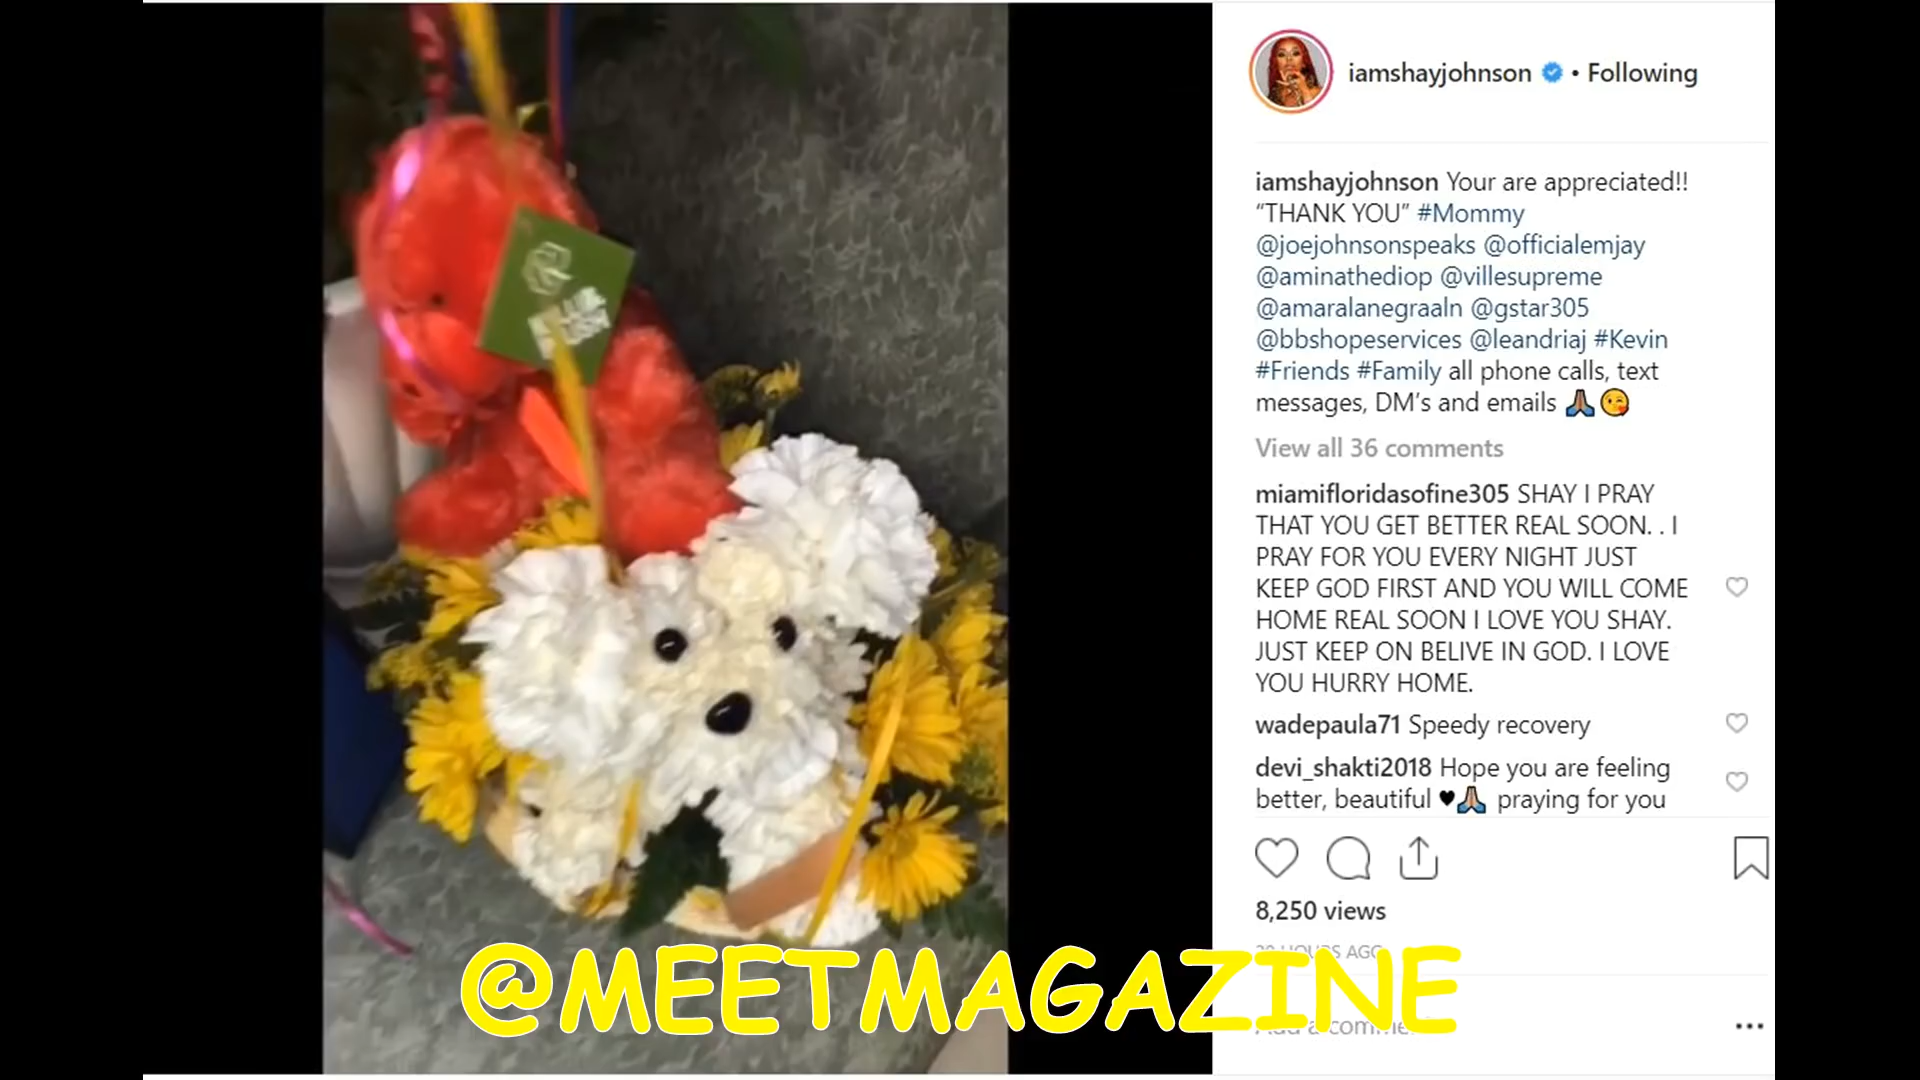 iamshayjohnson • Following
iamshayjohnson Your are appreciated!!
“THANK YOU” #Mommy
@joejohnsonspeaks @officialemjay
@aminathediop @villesupreme
@amaralanegraaln @gstar305
@bbshopeservices @leandriaj #Kevin
#Friends #Family all phone calls, text
messages, DM’s and emails 🙏🏽😘
View all 36 comments
miamifloridasofine305 SHAY I PRAY
THAT YOU GET BETTER REAL SOON. . I
PRAY FOR YOU EVERY NIGHT JUST
KEEP GOD FIRST AND YOU WILL COME
HOME REAL SOON I LOVE YOU SHAY.
JUST KEEP ON BELIVE IN GOD. I LOVE
YOU HURRY HOME.
wadepaula71 Speedy recovery
devi_shakti2018 Hope you are feeling
better, beautiful ♥🙏🏽 praying for you
8,250 views
HOURS AGO
@MEETMAGAZINE
Add a comment